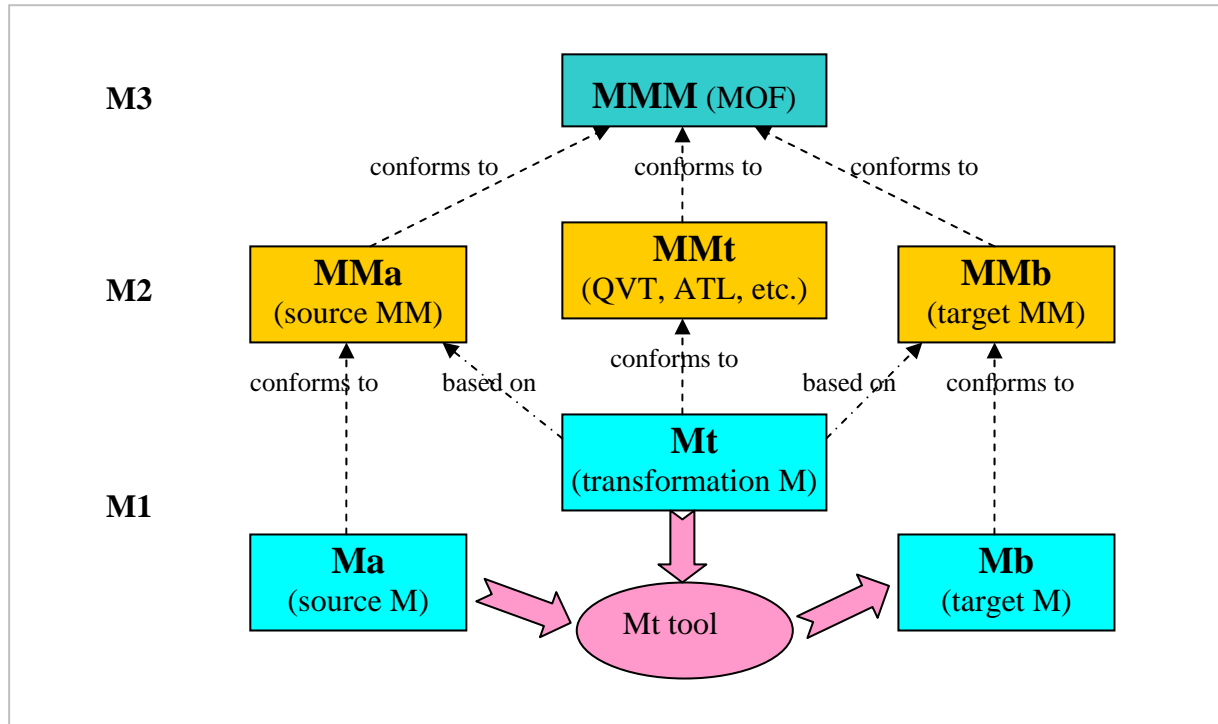 M3
MMM (MOF)
conforms to
conforms to
conforms to
M2
MMa
(source MM)
MMt
(QVT, ATL, etc.)
MMb
(target MM)
conforms to
based on
conforms to
based on
conforms to
Mt
(transformation M)
M1
Ma
(source M)
Mt tool
Mb
(target M)